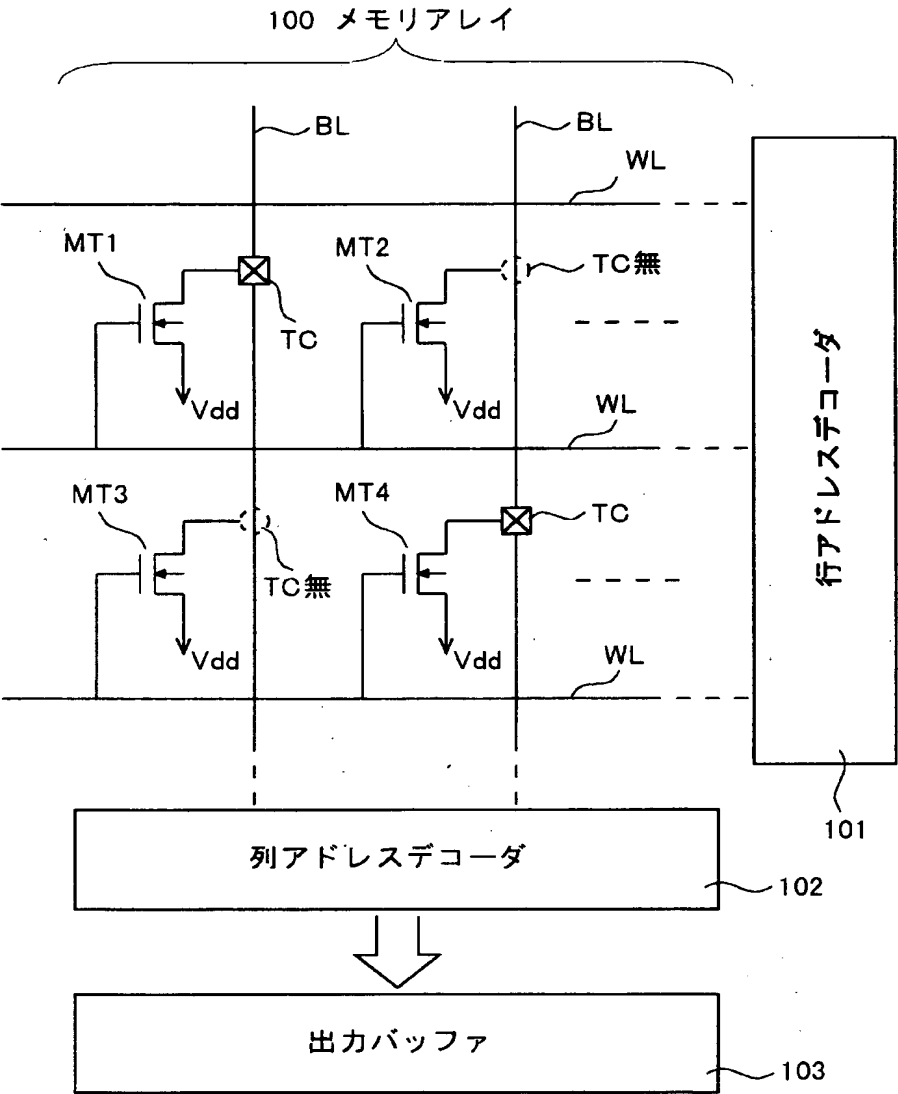 100 メモリアレイ
BL
BL
WL
MT1
MT2
TC無
TC
Vdd
Vdd
WL
MT3
MT4
TC
TC無
Vdd
Vdd
WL
行アドレスデコーダ
101
列アドレスデコーダ
102
出力バッファ
103